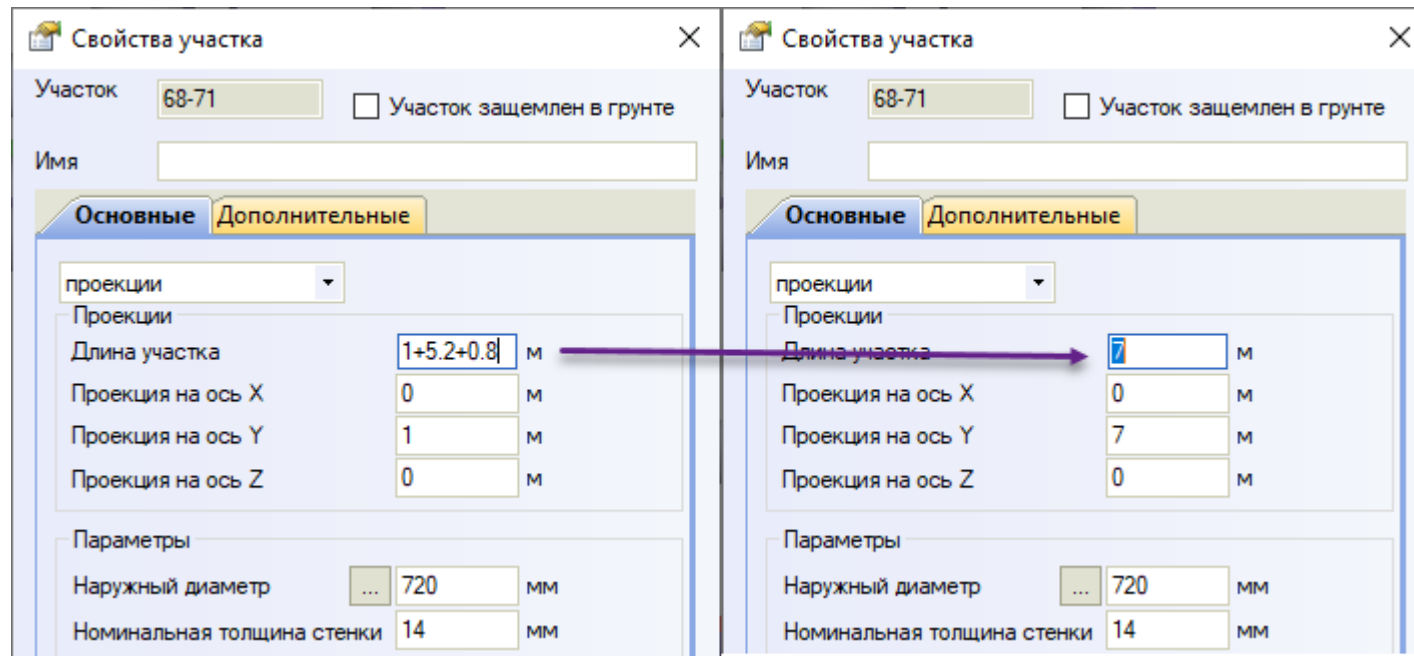 Свойства участка
Участок 68-71 Участок защемлен в грунте
Имя
Основные Дополнительные
проекции
Проекции
Длина участка 1+5.2+0.8 м
Проекция на ось X 0 м
Проекция на ось Y 1 м
Проекция на ось Z 0 м
Параметры
Наружный диаметр ... 720 мм
Номинальная толщина стенки 14 мм
Свойства участка
Участок 68-71 Участок защемлен в грунте
Имя
Основные Дополнительные
проекции
Проекции
Длина участка 7 м
Проекция на ось X 0 м
Проекция на ось Y 7 м
Проекция на ось Z 0 м
Параметры
Наружный диаметр ... 720 мм
Номинальная толщина стенки 14 мм